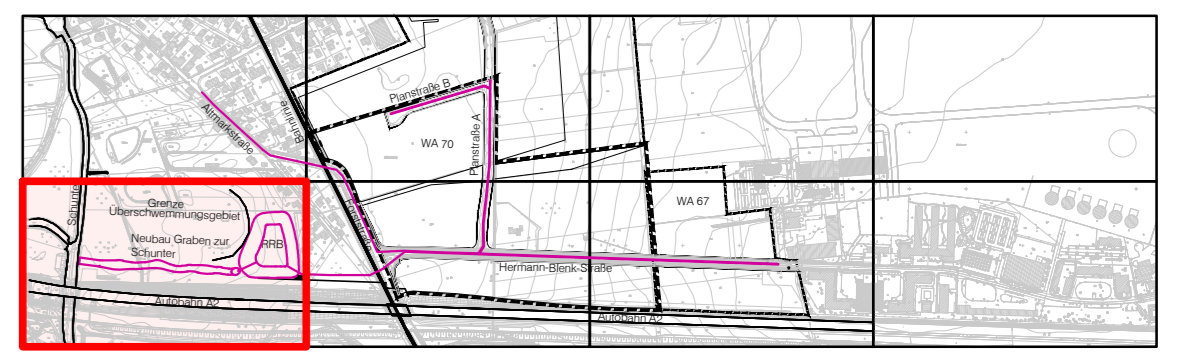 Planstraße B
Altmarkstraße
Bahnlinie
WA 70
Planstraße A
Schunter
Grenze
Überschwemmungsgebiet
Neubau Graben zur
Schunter
RRB
Forststraße
WA 67
Hermann-Blenk-Straße
Autobahn A2
Autobahn A2